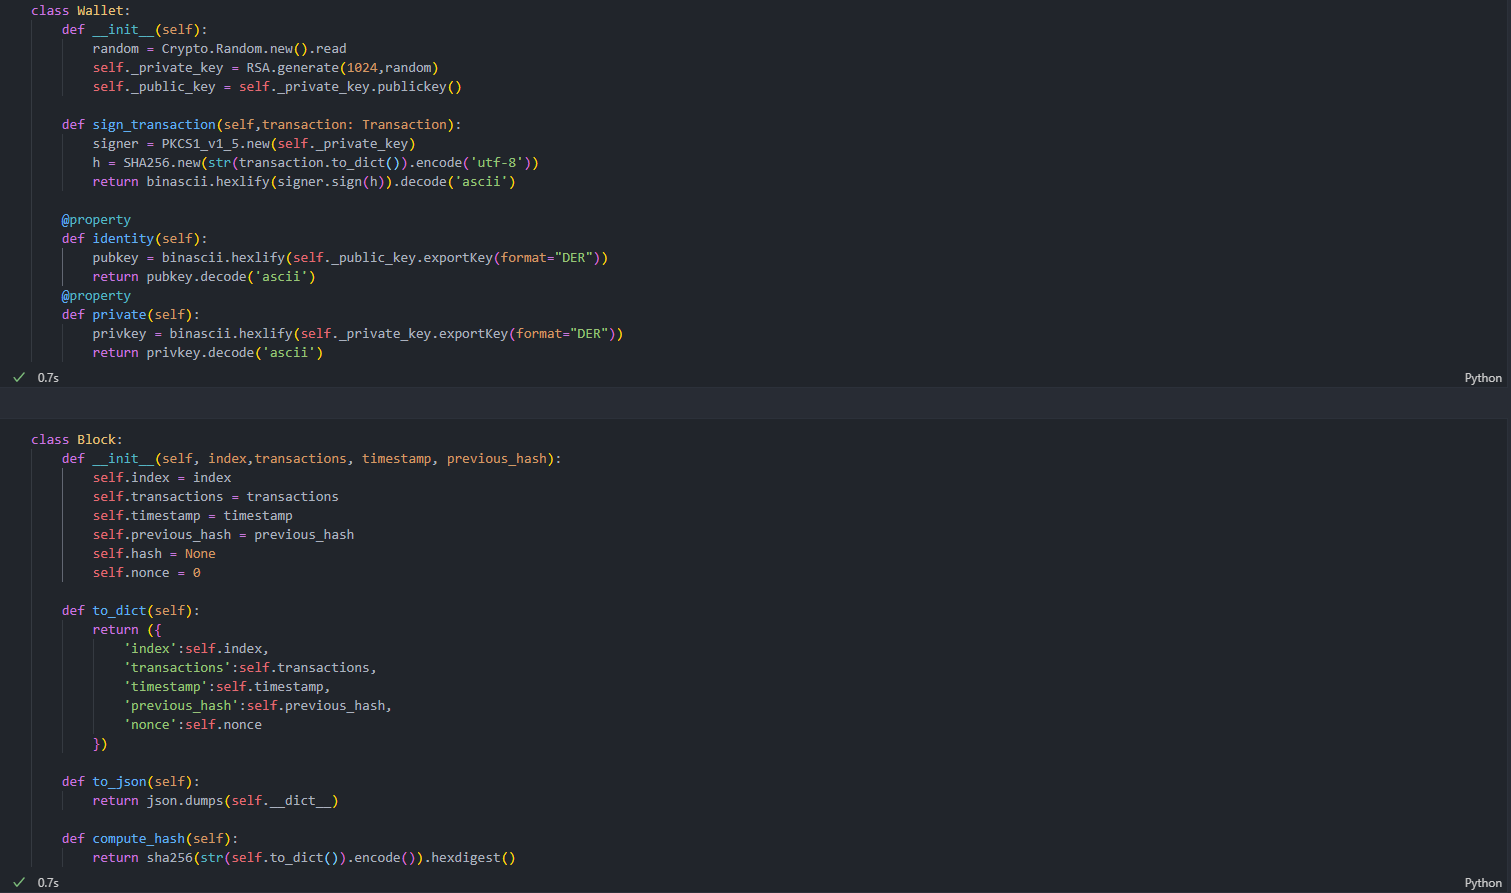 class Wallet:
    def __init__(self):
        random = Crypto.Random.new().read
        self._private_key = RSA.generate(1024,random)
        self._public_key = self._private_key.publickey()

    def sign_transaction(self,transaction: Transaction):
        signer = PKCS1_v1_5.new(self._private_key)
        h = SHA256.new(str(transaction.to_dict()).encode('utf-8'))
        return binascii.hexlify(signer.sign(h)).decode('ascii')

    @property
    def identity(self):
        pubkey = binascii.hexlify(self._public_key.exportKey(format="DER"))
        return pubkey.decode('ascii')
    @property
    def private(self):
        privkey = binascii.hexlify(self._private_key.exportKey(format="DER"))
        return privkey.decode('ascii')
✓ 0.7s Python

class Block:
    def __init__(self, index,transactions, timestamp, previous_hash):
        self.index = index
        self.transactions = transactions
        self.timestamp = timestamp
        self.previous_hash = previous_hash
        self.hash = None
        self.nonce = 0

    def to_dict(self):
        return ({
            'index':self.index,
            'transactions':self.transactions,
            'timestamp':self.timestamp,
            'previous_hash':self.previous_hash,
            'nonce':self.nonce
        })

    def to_json(self):
        return json.dumps(self.__dict__)

    def compute_hash(self):
        return sha256(str(self.to_dict()).encode()).hexdigest()
✓ 0.7s Python